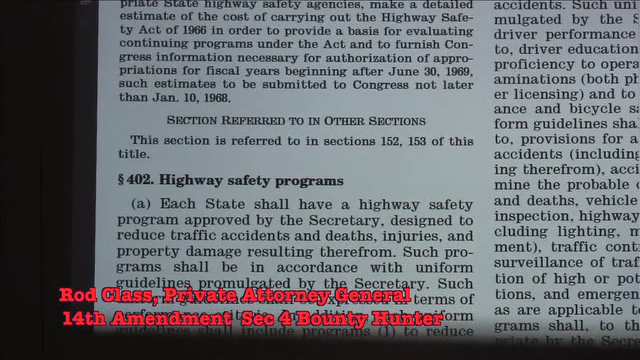 priate State highway safety agencies, make a detailed
estimate of the cost of carrying out the Highway Safe-
ty Act of 1966 in order to provide a basis for evaluating
continuing programs under the Act and to furnish Con-
gress information necessary for authorization of appro-
priations for fiscal years beginning after June 30, 1969,
such estimates to be submitted to Congress not later
than Jan. 10, 1968.
SECTION REFERRED TO IN OTHER SECTIONS
This section is referred to in sections 152, 153 of this
title.
§ 402. Highway safety programs
(a) Each State shall have a highway safety
program approved by the Secretary, designed to
reduce traffic accidents and deaths, injuries, and
property damage resulting therefrom. Such pro-
grams shall be in accordance with uniform
guidelines promulgated by the Secretary. Such
terms of
guidelines shall include programs (1) to reduce
accidents. Such uni
mulgated by the S
driver performance
to, driver education
proficiency to opera
aminations (both ph
er licensing) and to
ance and bicycle sa
form guidelines sha
to, provisions for a
accidents (including
ing therefrom), acci
mine the probable c
and deaths, vehicle
inspection, highway
cluding lighting, m
ment), traffic cont
surveillance of traf
tion of high or pot
tions, and emergen
as are applicable t
grams shall, to th
Rod Class, Private Attorney General
14th Amendment Sec 4 Bounty Hunter